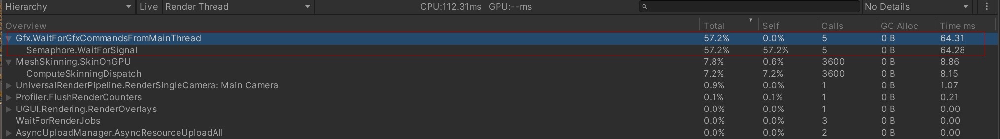 Hierarchy Live Render Thread CPU:112.31ms GPU:--ms No Details
Overview Total Self Calls GC Alloc Time ms
Gfx.WaitForGfxCommandsFromMainThread 57.2% 0.0% 5 0 B 64.31
Semaphore.WaitForSignal 57.2% 57.2% 5 0 B 64.28
MeshSkinning.SkinOnGPU 7.8% 0.6% 3600 0 B 8.86
ComputeSkinningDispatch 7.2% 7.2% 3600 0 B 8.15
UniversalRenderPipeline.RenderSingleCamera: Main Camera 0.9% 0.0% 1 0 B 1.07
Profiler.FlushRenderCounters 0.1% 0.1% 1 0 B 0.21
UGUI.Rendering.RenderOverlays 0.0% 0.0% 1 0 B 0.00
WaitForRenderJobs 0.0% 0.0% 3 0 B 0.00
AsyncUploadManager.AsyncResourceUploadAll 0.0% 0.0% 2 0 B 0.00